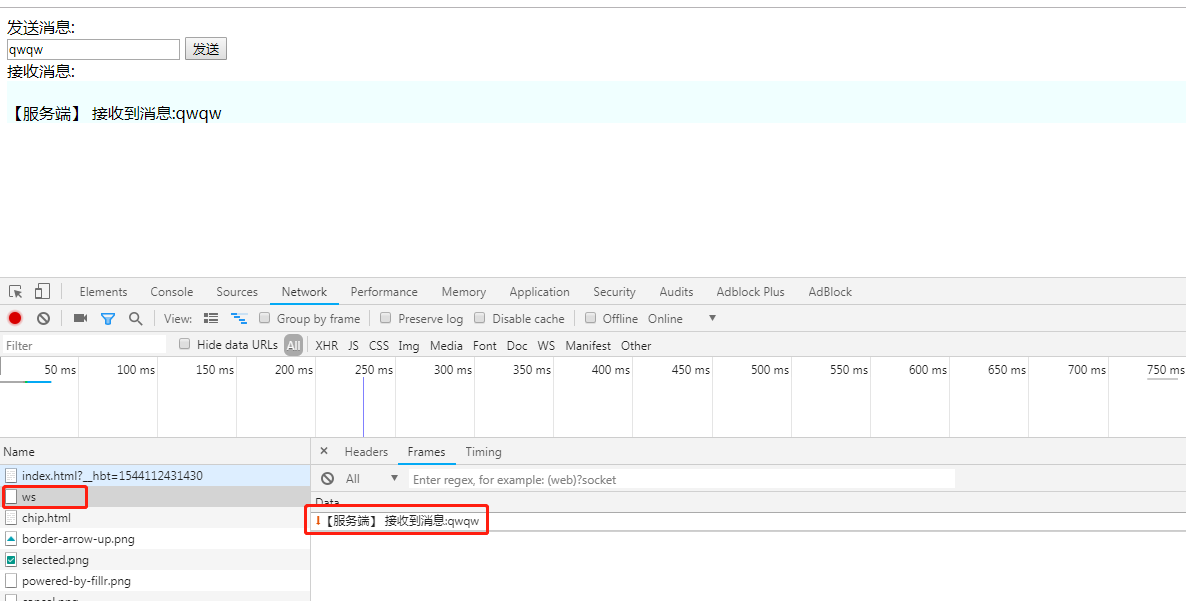 发送消息:
qwqw 发送
接收消息:
【服务端】 接收到消息:qwqw
Elements Console Sources Network Performance Memory Application Security Audits Adblock Plus AdBlock
View: Group by frame Preserve log Disable cache Offline Online ▼
Filter Hide data URLs All XHR JS CSS Img Media Font Doc WS Manifest Other
50 ms 100 ms 150 ms 200 ms 250 ms 300 ms 350 ms 400 ms 450 ms 500 ms 550 ms 600 ms 650 ms 700 ms 750 ms
Name × Headers Frames Timing
index.html?__hbt=1544112431430 All ▼ Enter regex, for example: (web)?socket
ws Data
chip.html ⬇【服务端】 接收到消息:qwqw
border-arrow-up.png
selected.png
powered-by-fillr.png
cancel.png